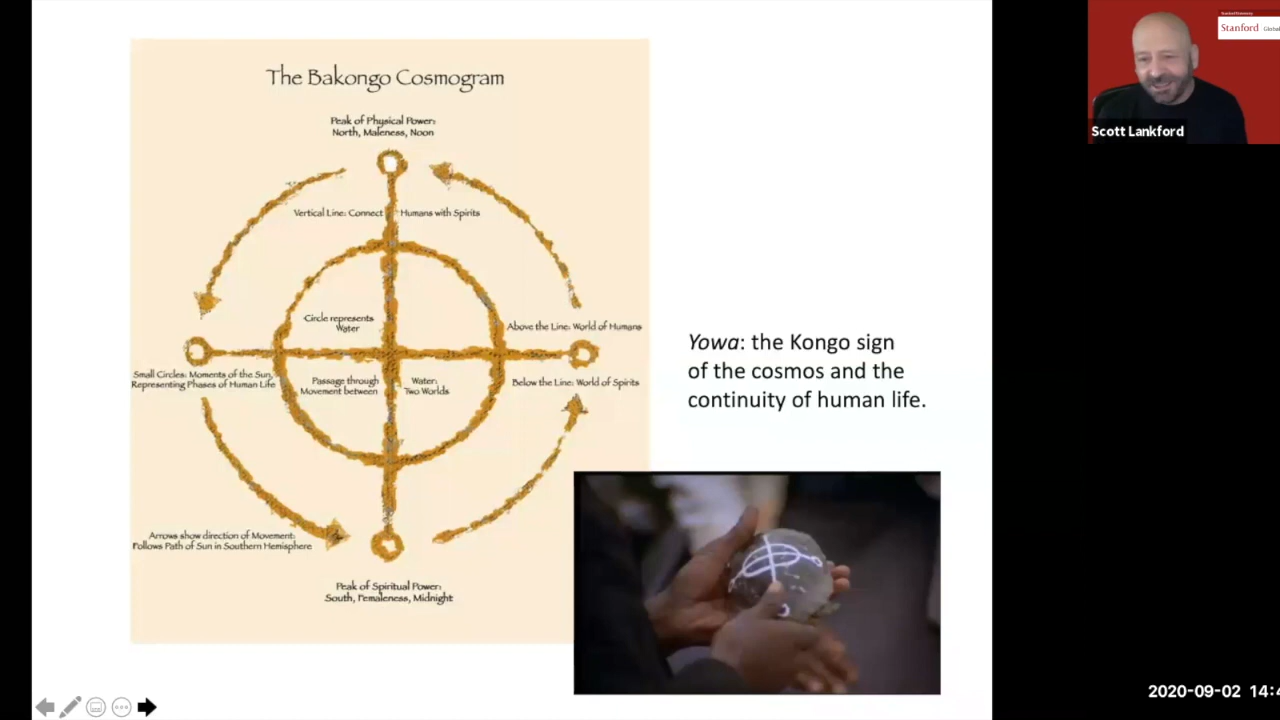 The Bakongo Cosmogram
Peak of Physical Power:
North, Maleness, Noon
Vertical Line: Connect Humans with Spirits
Circle represents
Water
Above the Line: World of Humans
Small Circles: Moments of the Sun,
Representing Phases of Human Life
Passage through Water:
Movement between Two Worlds
Below the Line: World of Spirits
Arrows show direction of Movement:
Follows Path of Sun in Southern Hemisphere
Peak of Spiritual Power:
South, Femaleness, Midnight
Yowa: the Kongo sign
of the cosmos and the
continuity of human life.
Stanford Global
Scott Lankford
2020-09-02 14:4